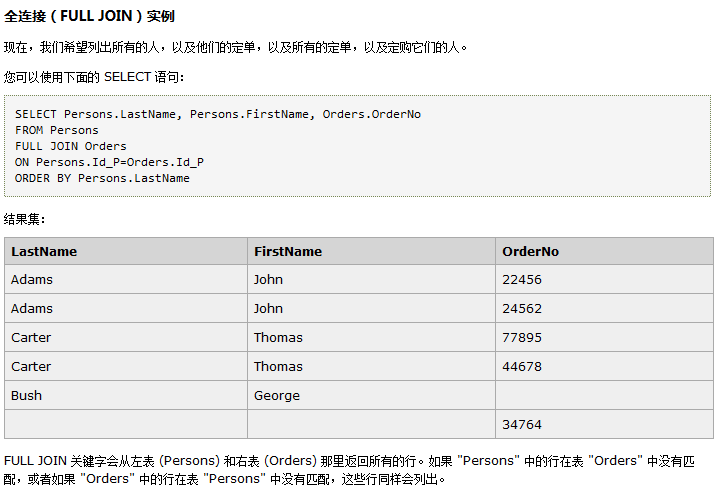 全连接（FULL JOIN）实例
现在，我们希望列出所有的人，以及他们的定单，以及所有的定单，以及定购它们的人。
您可以使用下面的 SELECT 语句：
SELECT Persons.LastName, Persons.FirstName, Orders.OrderNo
FROM Persons
FULL JOIN Orders
ON Persons.Id_P=Orders.Id_P
ORDER BY Persons.LastName
结果集：
LastName FirstName OrderNo
Adams John 22456
Adams John 24562
Carter Thomas 77895
Carter Thomas 44678
Bush George
34764
FULL JOIN 关键字会从左表 (Persons) 和右表 (Orders) 那里返回所有的行。如果 "Persons" 中的行在表 "Orders" 中没有匹
配，或者如果 "Orders" 中的行在表 "Persons" 中没有匹配，这些行同样会列出。